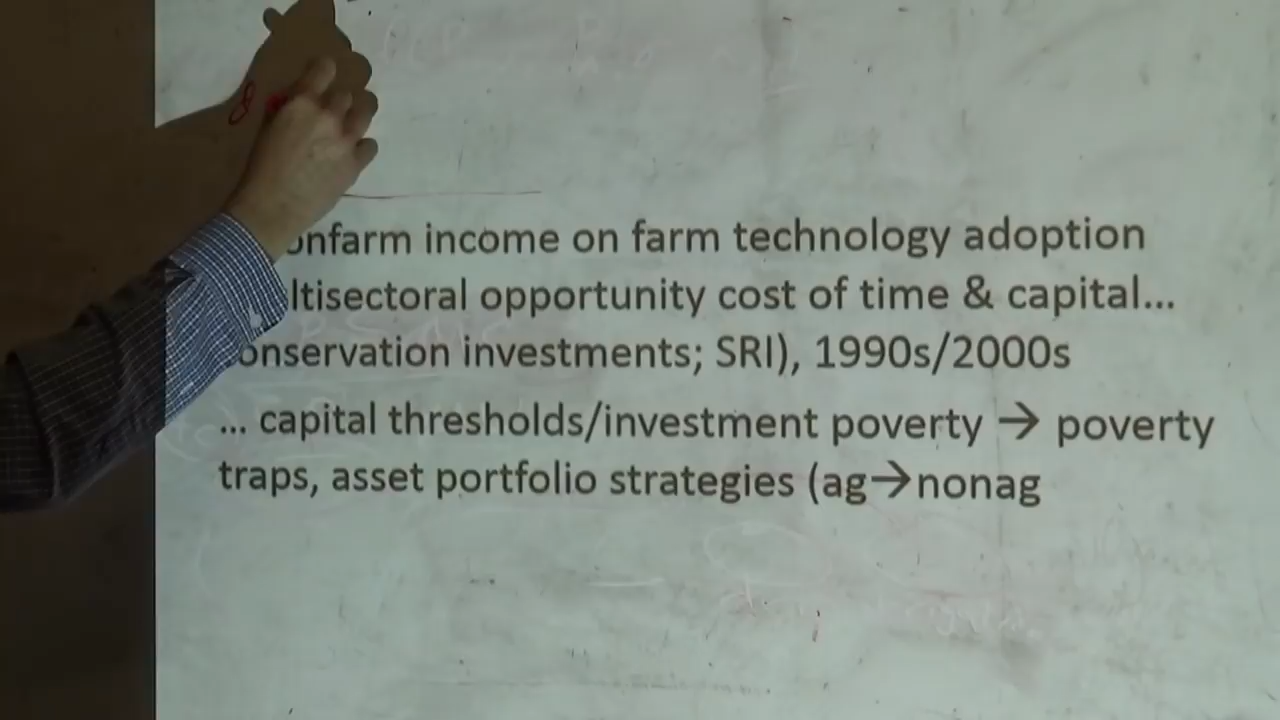 onfarm income on farm technology adoption
ltisectoral opportunity cost of time & capital...
onservation investments; SRI), 1990s/2000s
... capital thresholds/investment poverty → poverty
traps, asset portfolio strategies (ag→nonag